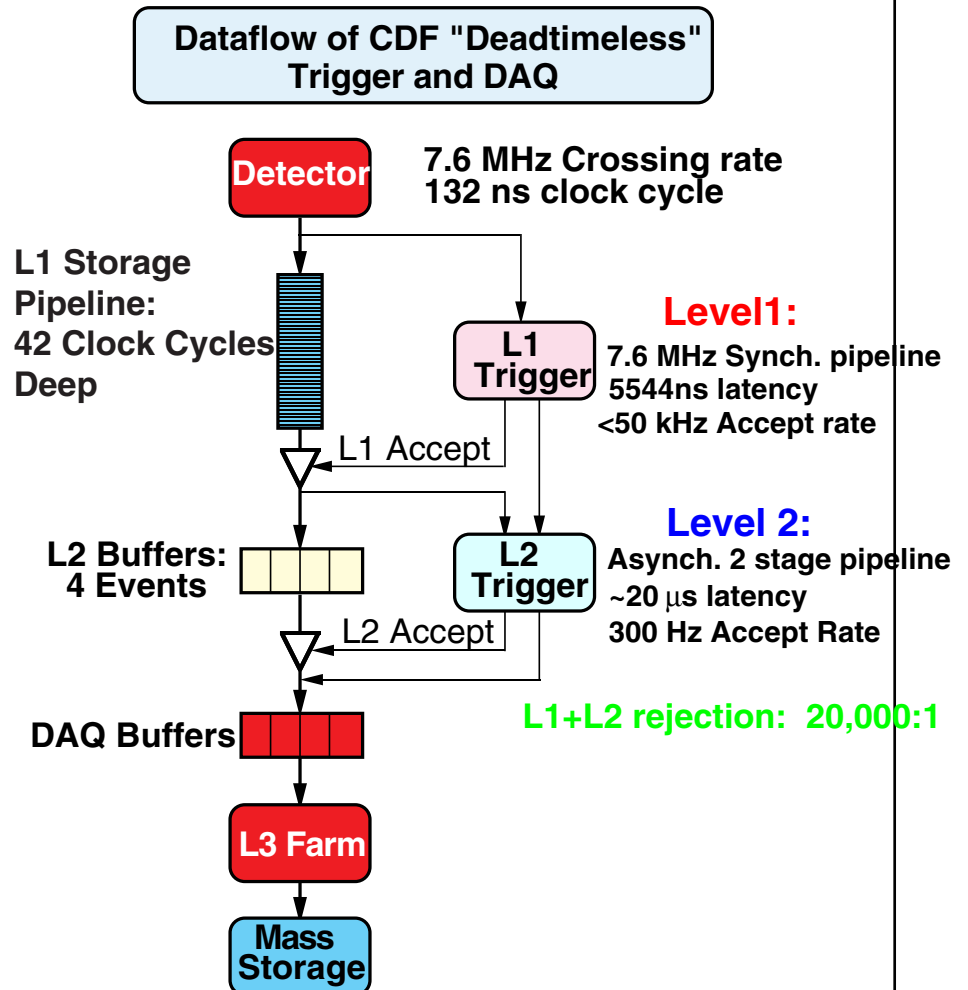 Dataflow of CDF "Deadtimeless"
Trigger and DAQ
Detector
7.6 MHz Crossing rate
132 ns clock cycle
L1 Storage
Pipeline:
42 Clock Cycles
Deep
L1
Trigger
Level1:
7.6 MHz Synch. pipeline
5544ns latency
<50 kHz Accept rate
L1 Accept
L2 Buffers:
4 Events
L2
Trigger
Level 2:
Asynch. 2 stage pipeline
~20 μs latency
300 Hz Accept Rate
L2 Accept
L1+L2 rejection: 20,000:1
DAQ Buffers
L3 Farm
Mass
Storage